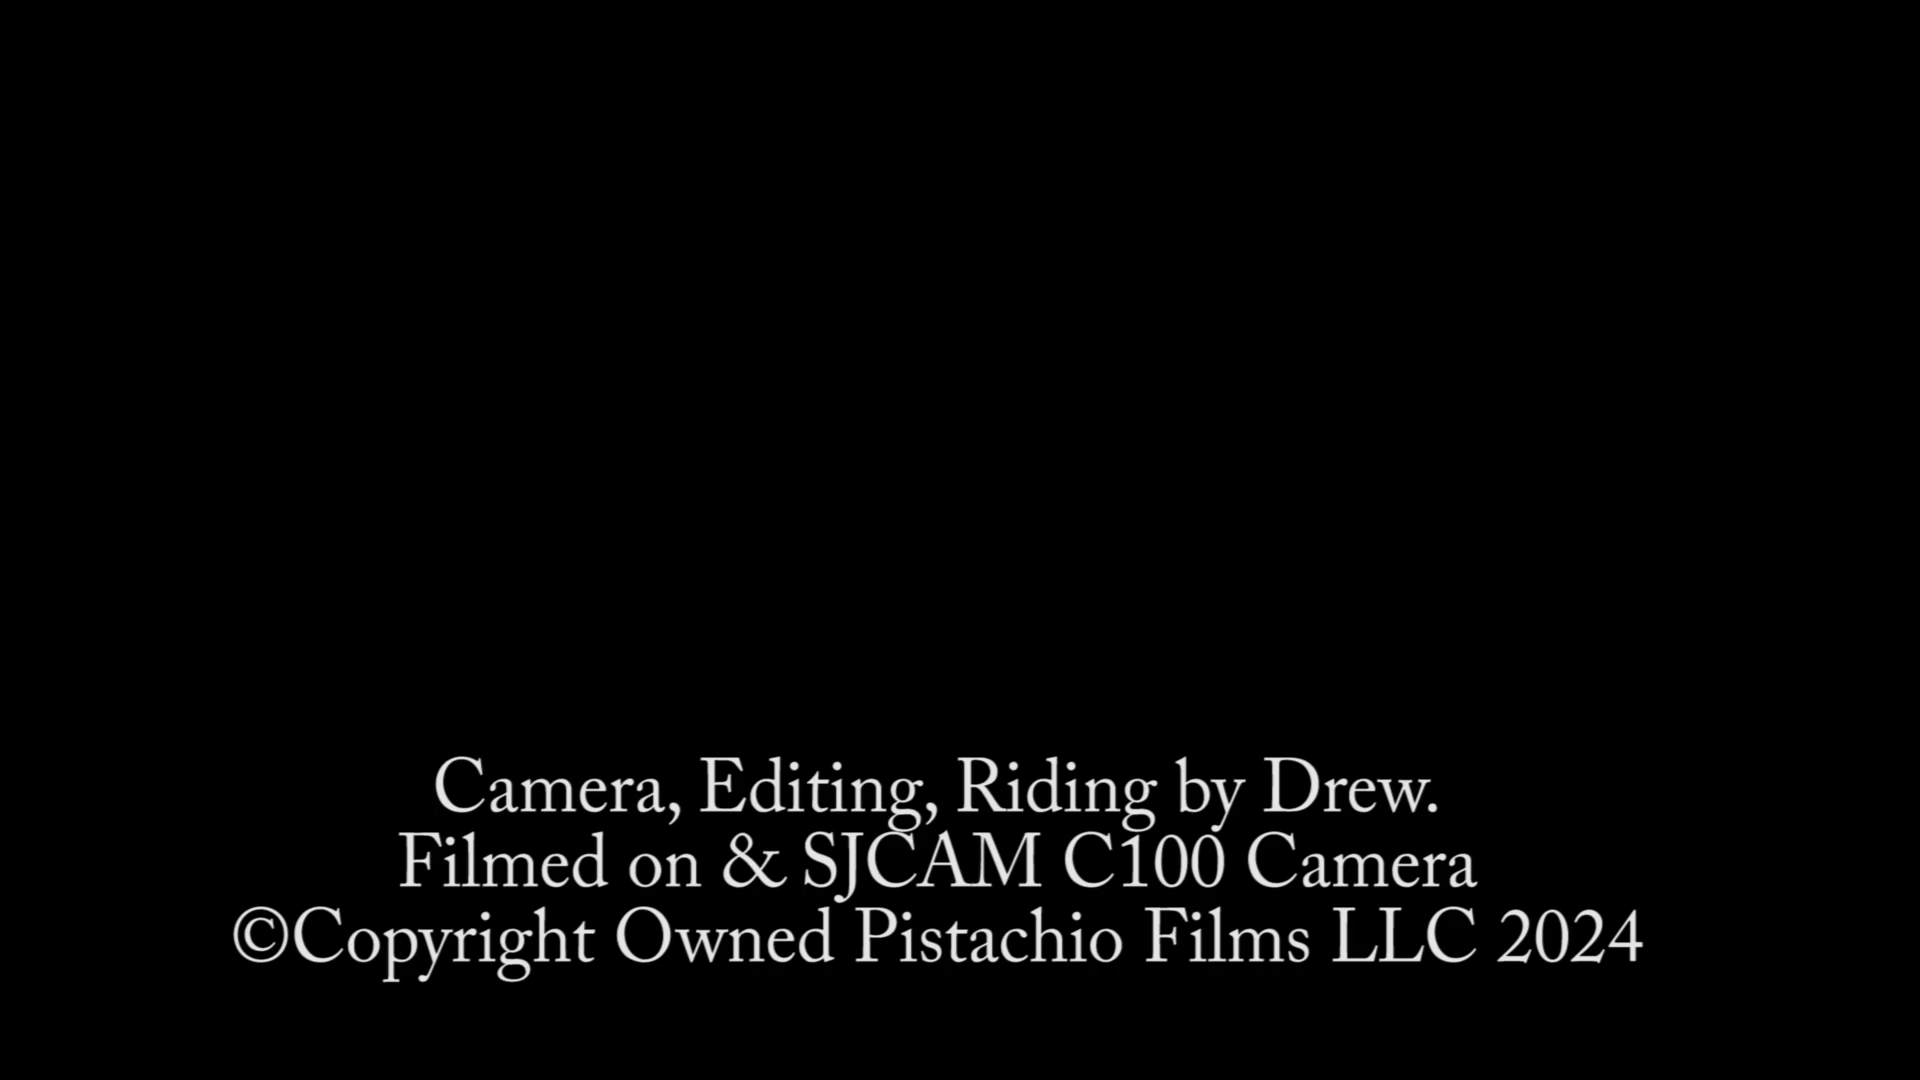 Camera, Editing, Riding by Drew.
Filmed on & SJCAM C100 Camera
©Copyright Owned Pistachio Films LLC 2024